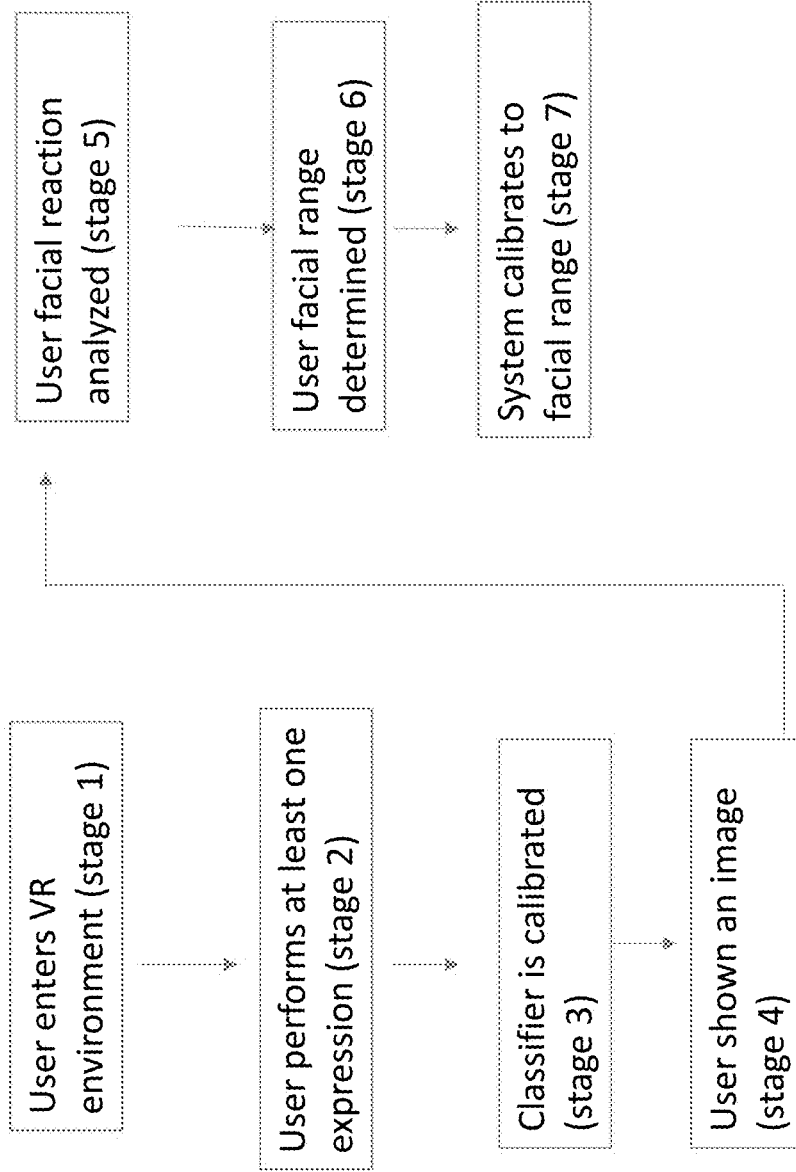 User enters VR
environment (stage 1)
User performs at least one
expression (stage 2)
Classifier is calibrated
(stage 3)
User shown an image
(stage 4)
User facial reaction
analyzed (stage 5)
User facial range
determined (stage 6)
System calibrates to
facial range (stage 7)